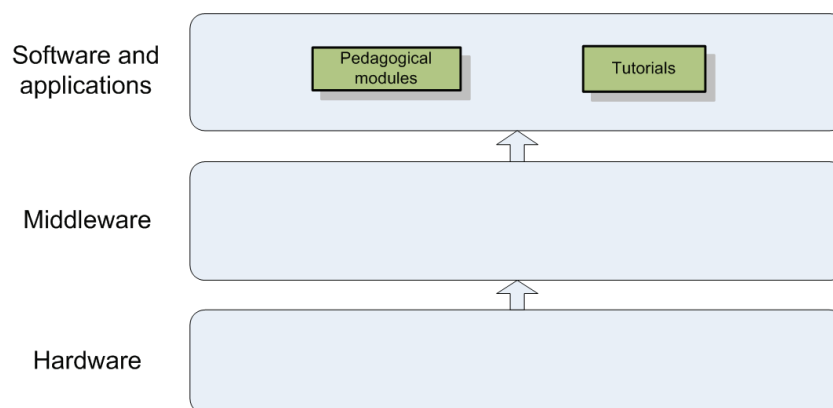 Software and
applications
Pedagogical
modules
Tutorials
Middleware
Hardware